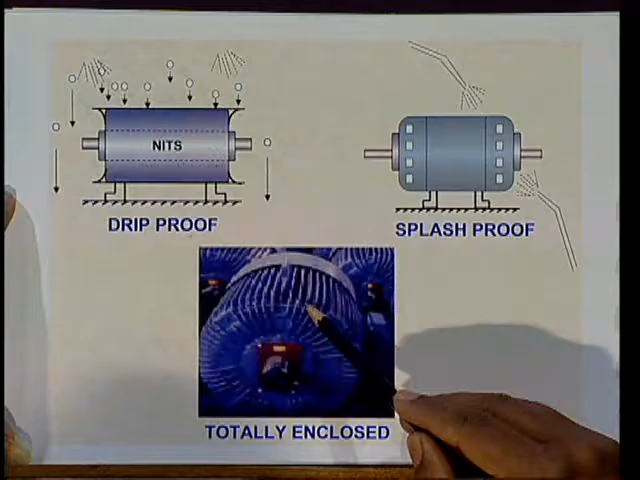 NITS
DRIP PROOF
SPLASH PROOF
TOTALLY ENCLOSED